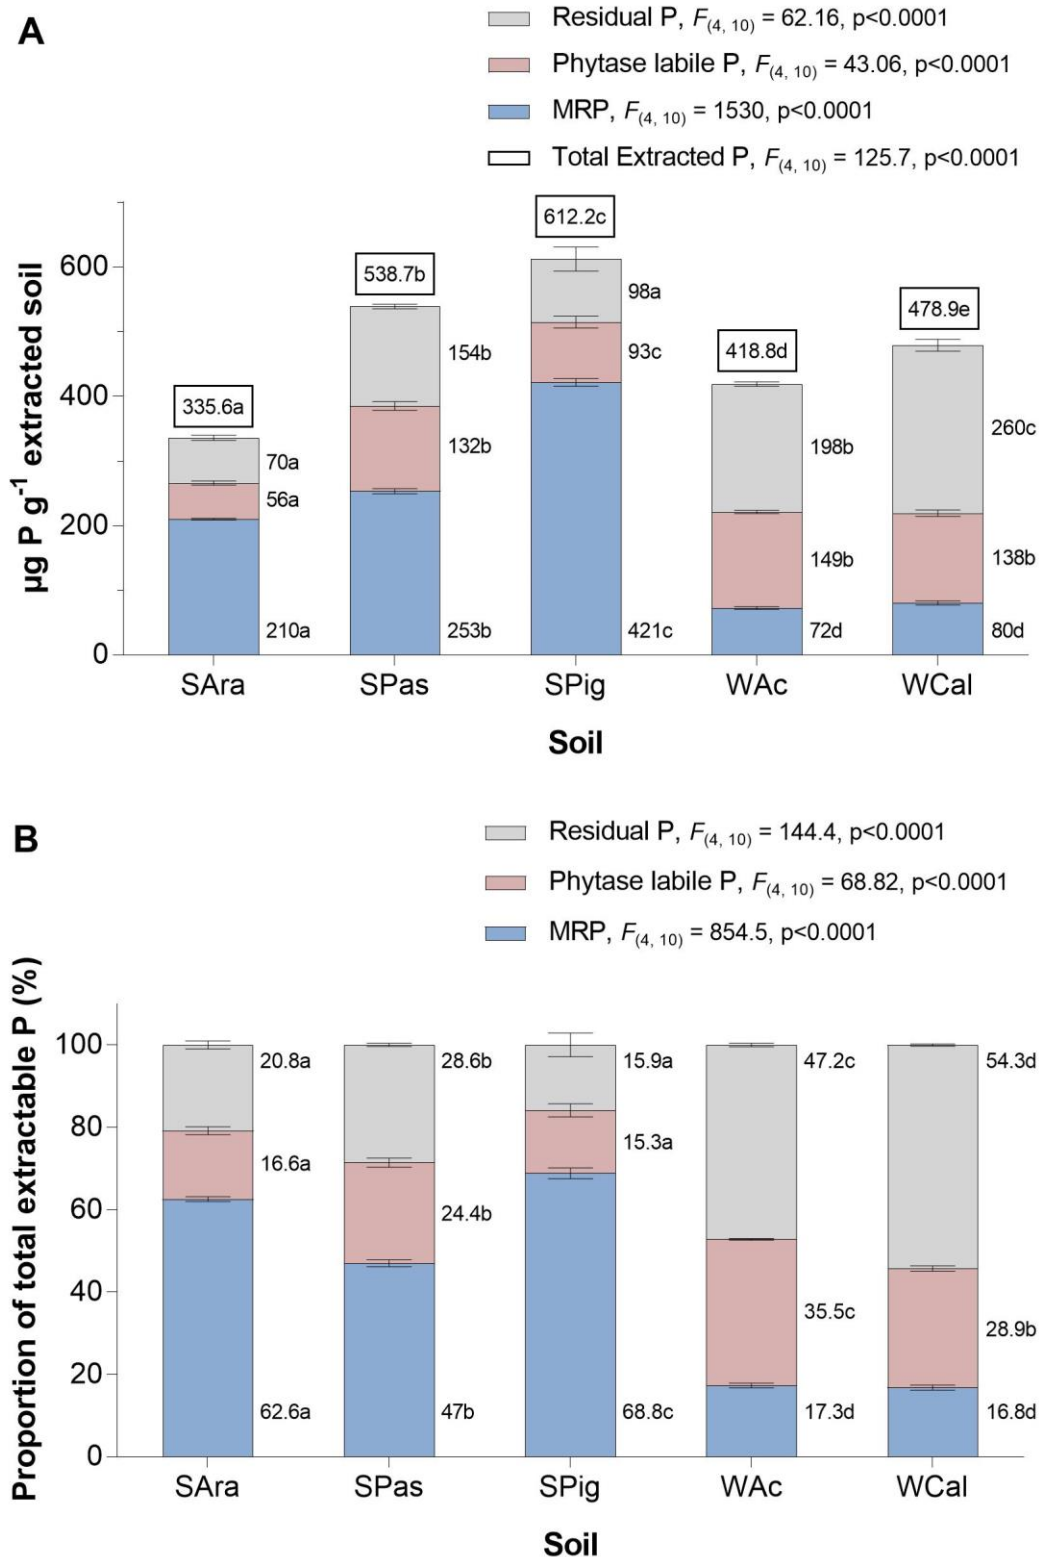 A
Residual P, F(4, 10) = 62.16, p<0.0001
Phytase labile P, F(4, 10) = 43.06, p<0.0001
MRP, F(4, 10) = 1530, p<0.0001
Total Extracted P, F(4, 10) = 125.7, p<0.0001
µg P g⁻¹ extracted soil
600
400
200
0
335.6a
70a
56a
210a
538.7b
154b
132b
253b
612.2c
98a
93c
421c
418.8d
198b
149b
72d
478.9e
260c
138b
80d
SAra SPas SPig WAc WCal
Soil
B
Residual P, F(4, 10) = 144.4, p<0.0001
Phytase labile P, F(4, 10) = 68.82, p<0.0001
MRP, F(4, 10) = 854.5, p<0.0001
Proportion of total extractable P (%)
100
80
60
40
20
0
20.8a
16.6a
62.6a
28.6b
24.4b
47b
15.9a
15.3a
68.8c
47.2c
35.5c
17.3d
54.3d
28.9b
16.8d
SAra SPas SPig WAc WCal
Soil